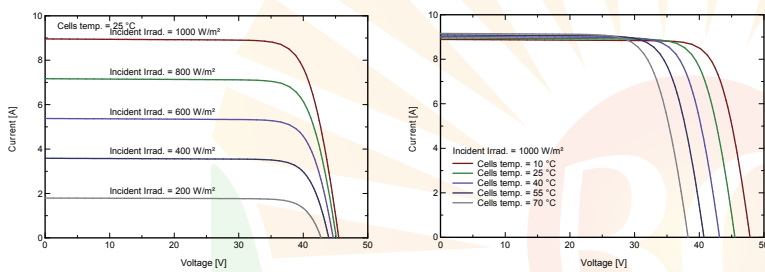 Cells temp. = 25 °C
Incident Irrad. = 1000 W/m²
Incident Irrad. = 800 W/m²
Incident Irrad. = 600 W/m²
Incident Irrad. = 400 W/m²
Incident Irrad. = 200 W/m²
Current [A]
10
8
6
4
2
0
0
10
20
30
40
50
Voltage [V]
Current [A]
10
8
6
4
2
0
Incident Irrad. = 1000 W/m²
Cells temp. = 10 °C
Cells temp. = 25 °C
Cells temp. = 40 °C
Cells temp. = 55 °C
Cells temp. = 70 °C
0
10
20
30
40
50
Voltage [V]